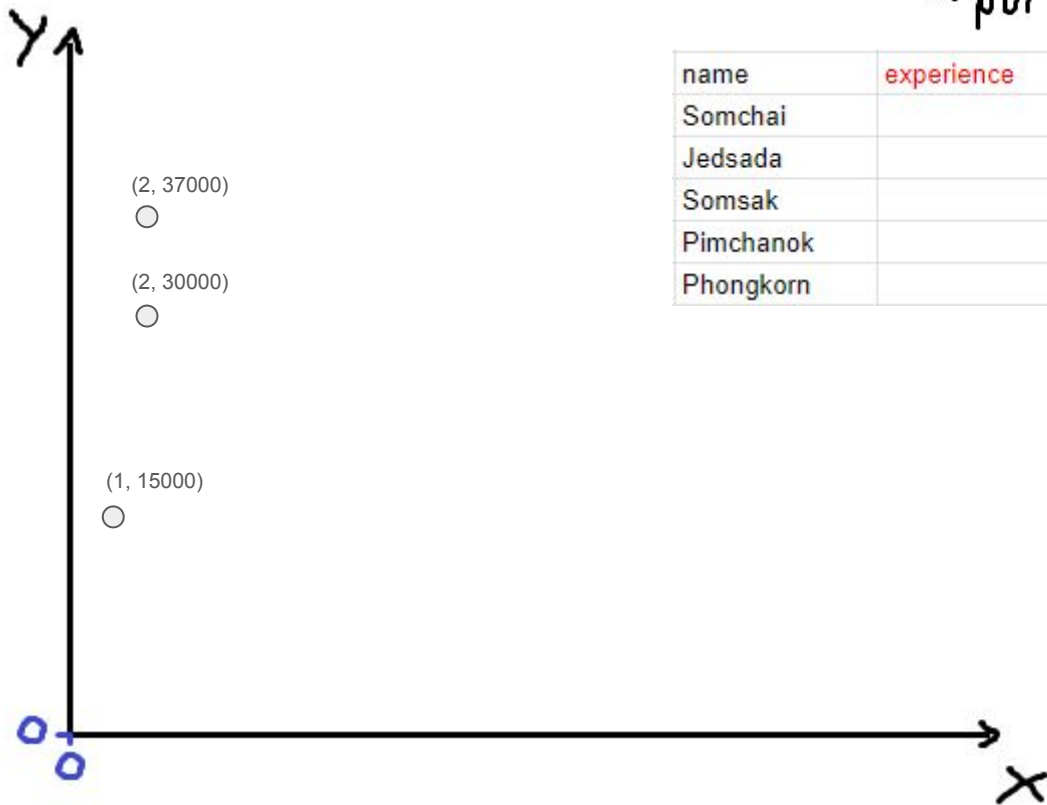 Y
name experience
Somchai
Jedsada
Somsak
Pimchanok
Phongkorn
(2, 37000)
(2, 30000)
(1, 15000)
0
0
X